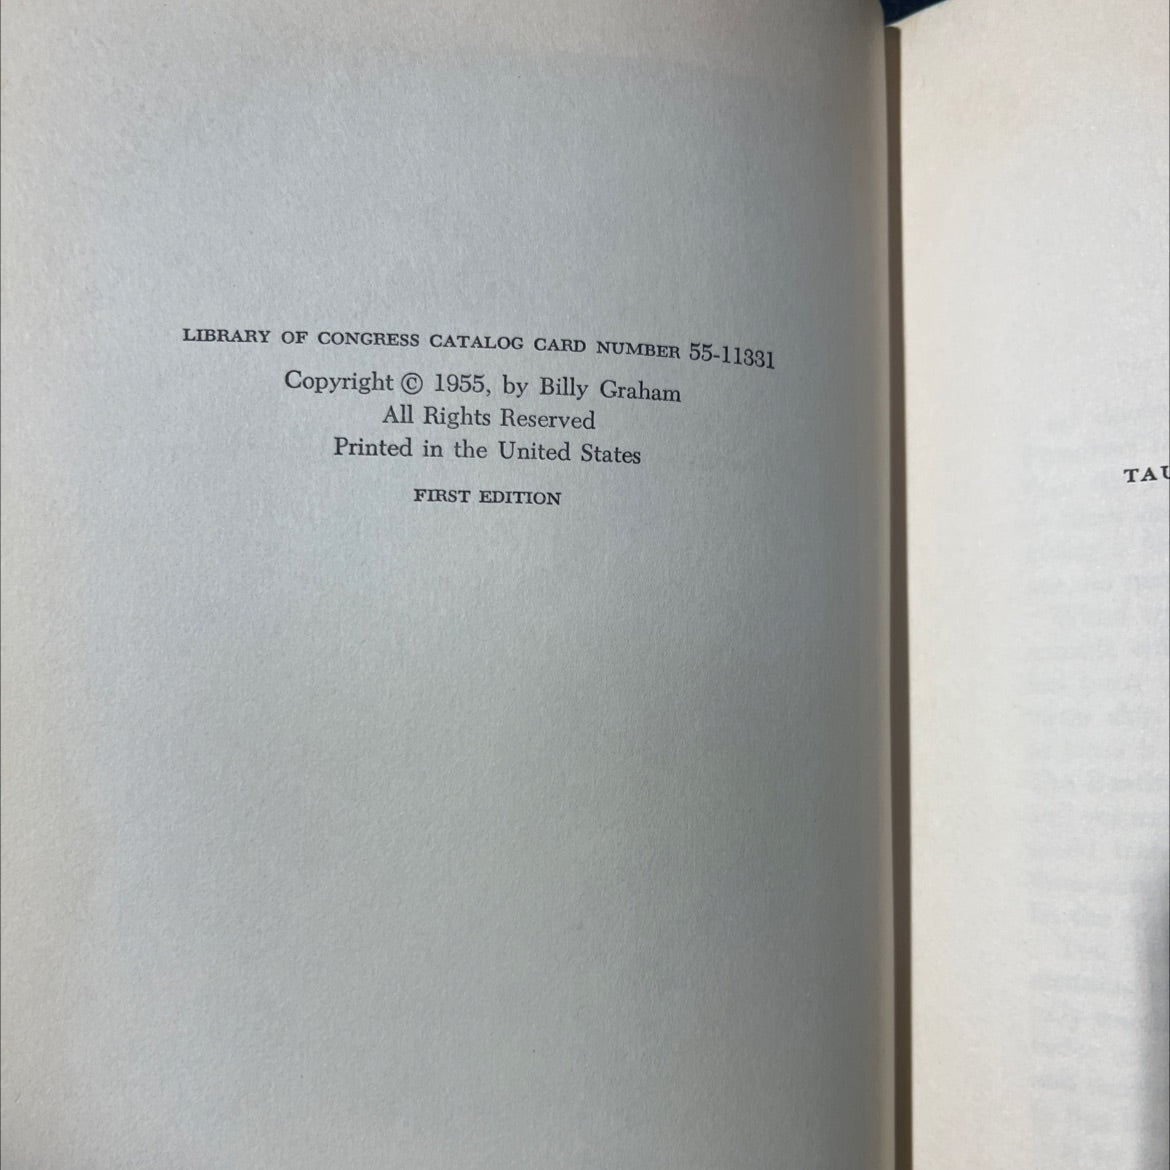 LIBRARY OF CONGRESS CATALOG CARD NUMBER 55-11331
Copyright © 1955, by Billy Graham
All Rights Reserved
Printed in the United States
FIRST EDITION
TAU